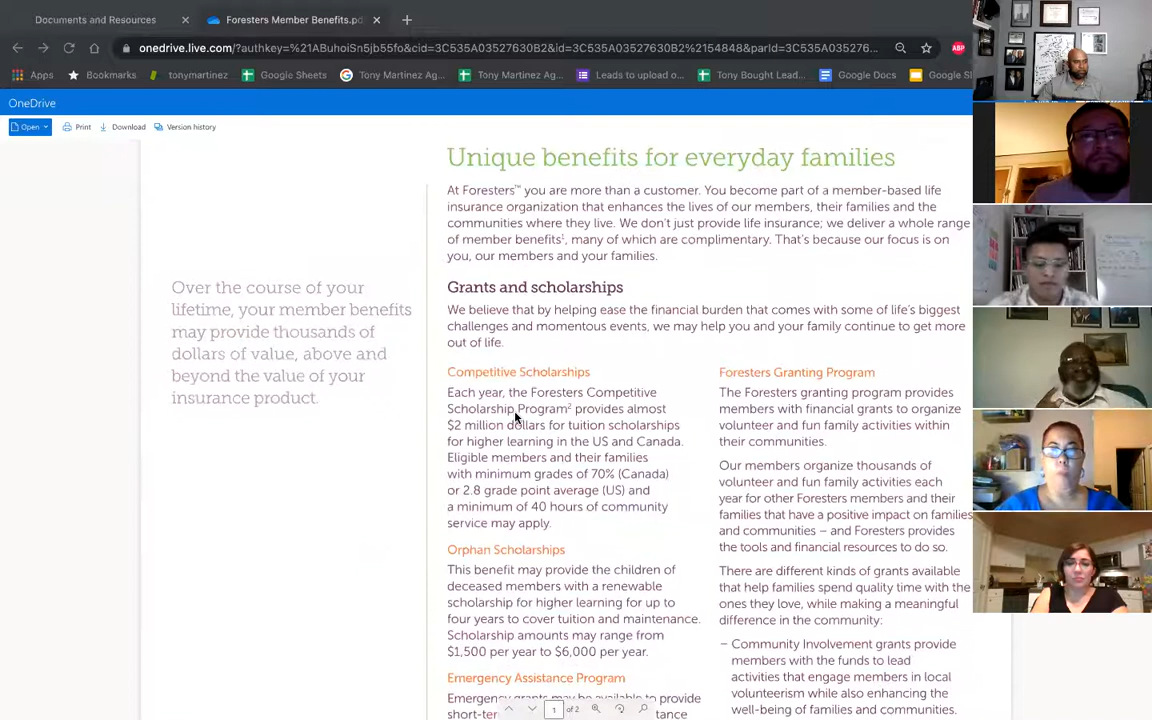 Documents and Resources
Foresters Member Benefits.pd
onedrive.live.com/?authkey=%21ABuhoiSn5jb55fo&cid=3C535A03527630B2&id=3C535A03527630B2%2154848&parId=3C535A035276...
ABP
Apps
Bookmarks
tonymartinez
Google Sheets
Tony Martinez Ag...
Tony Martinez Ag...
Leads to upload o...
Tony Bought Lead...
Google Docs
Google Sl
OneDrive
Open
Print
Download
Version history
Unique benefits for everyday families
At Foresters™ you are more than a customer. You become part of a member-based life
insurance organization that enhances the lives of our members, their families and the
communities where they live. We don't just provide life insurance; we deliver a whole range
of member benefits¹, many of which are complimentary. That's because our focus is on
you, our members and your families.
Over the course of your
lifetime, your member benefits
may provide thousands of
dollars of value, above and
beyond the value of your
insurance product.
Grants and scholarships
We believe that by helping ease the financial burden that comes with some of life's biggest
challenges and momentous events, we may help you and your family continue to get more
out of life.
Competitive Scholarships
Each year, the Foresters Competitive
Scholarship Program² provides almost
$2 million dollars for tuition scholarships
for higher learning in the US and Canada.
Eligible members and their families
with minimum grades of 70% (Canada)
or 2.8 grade point average (US) and
a minimum of 40 hours of community
service may apply.
Orphan Scholarships
This benefit may provide the children of
deceased members with a renewable
scholarship for higher learning for up to
four years to cover tuition and maintenance.
Scholarship amounts may range from
$1,500 per year to $6,000 per year.
Emergency Assistance Program
Emergency grants may be available to provide
short-ter
tance
Foresters Granting Program
The Foresters granting program provides
members with financial grants to organize
volunteer and fun family activities within
their communities.
Our members organize thousands of
volunteer and fun family activities each
year for other Foresters members and their
families that have a positive impact on families
and communities – and Foresters provides
the tools and financial resources to do so.
There are different kinds of grants available
that help families spend quality time with the
ones they love, while making a meaningful
difference in the community:
– Community Involvement grants provide
members with the funds to lead
activities that engage members in local
volunteerism while also enhancing the
well-being of families and communities.
1 of 2